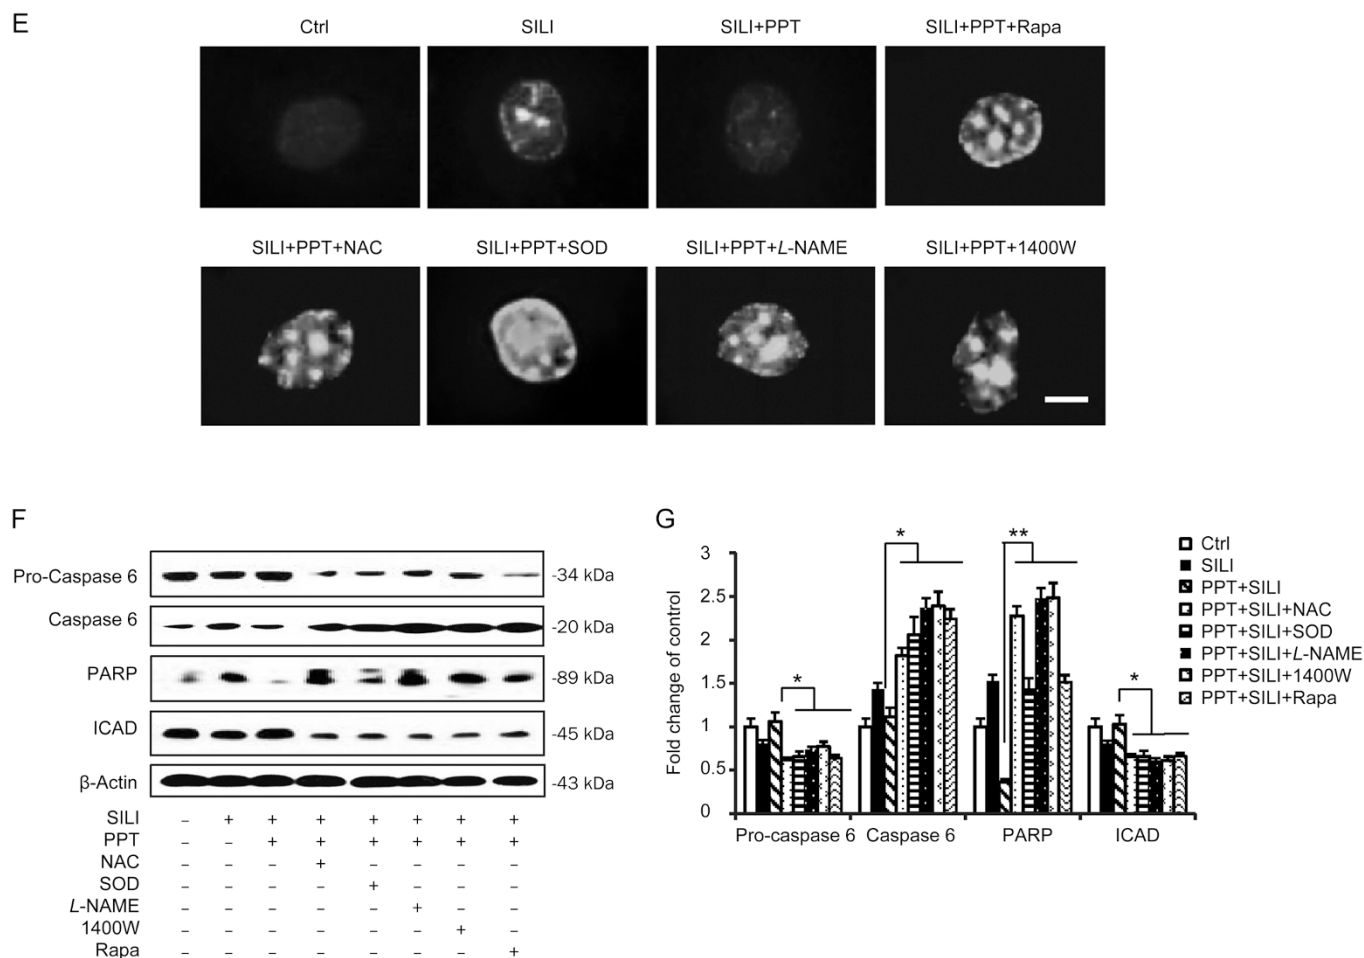 E
Ctrl SILI SILI+PPT SILI+PPT+Rapa
SILI+PPT+NAC SILI+PPT+SOD SILI+PPT+L-NAME SILI+PPT+1400W
F
Pro-Caspase 6 -34 kDa
Caspase 6 -20 kDa
PARP -89 kDa
ICAD -45 kDa
β-Actin -43 kDa
SILI – + + + + + + +
PPT – – + + + + + +
NAC – – – + – – – –
SOD – – – – + – – –
L-NAME – – – – – + – –
1400W – – – – – – + –
Rapa – – – – – – – +
G
Fold change of control
3
2.5
2
1.5
1
0.5
0
* * ** *
Pro-caspase 6 Caspase 6 PARP ICAD
Ctrl
SILI
PPT+SILI
PPT+SILI+NAC
PPT+SILI+SOD
PPT+SILI+L-NAME
PPT+SILI+1400W
PPT+SILI+Rapa